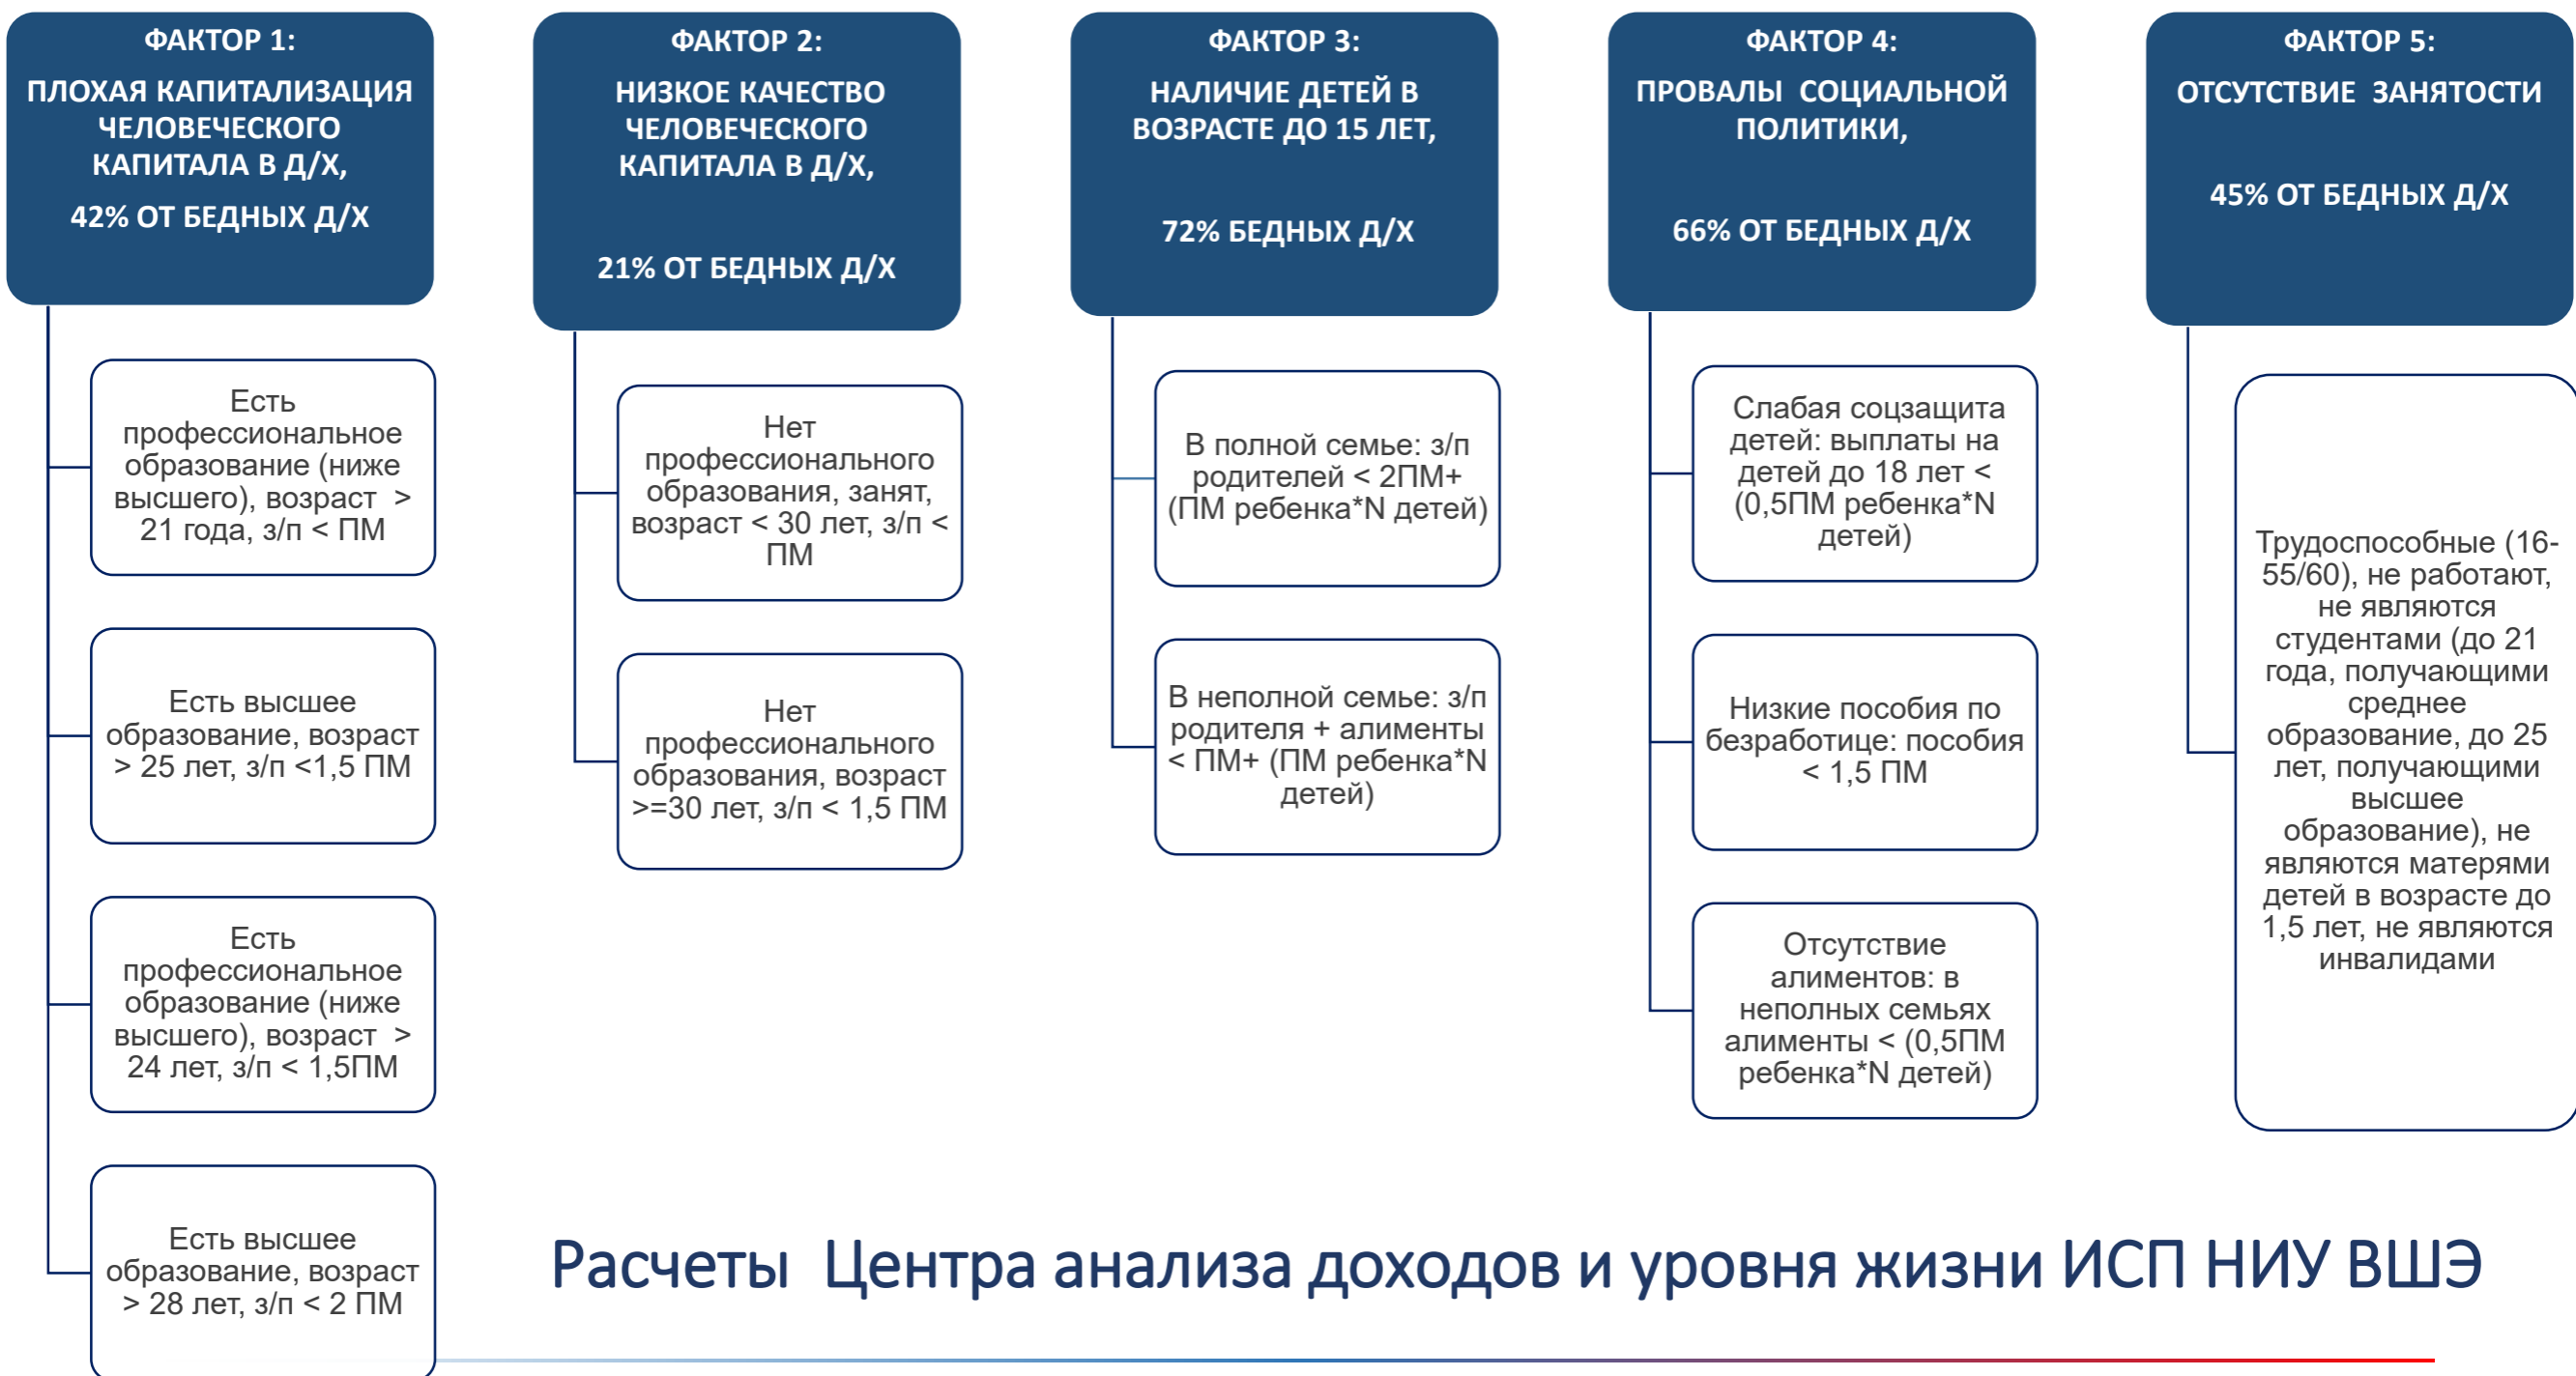 ФАКТОР 1:
ПЛОХАЯ КАПИТАЛИЗАЦИЯ
ЧЕЛОВЕЧЕСКОГО
КАПИТАЛА В Д/Х,
42% ОТ БЕДНЫХ Д/Х
Есть
профессиональное
образование (ниже
высшего), возраст >
21 года, з/п < ПМ
Есть высшее
образование, возраст
> 25 лет, з/п <1,5 ПМ
Есть
профессиональное
образование (ниже
высшего), возраст >
24 лет, з/п < 1,5ПМ
Есть высшее
образование, возраст
> 28 лет, з/п < 2 ПМ
ФАКТОР 2:
НИЗКОЕ КАЧЕСТВО
ЧЕЛОВЕЧЕСКОГО
КАПИТАЛА В Д/Х,
21% ОТ БЕДНЫХ Д/Х
Нет
профессионального
образования, занят,
возраст < 30 лет, з/п <
ПМ
Нет
профессионального
образования, возраст
>=30 лет, з/п < 1,5 ПМ
ФАКТОР 3:
НАЛИЧИЕ ДЕТЕЙ В
ВОЗРАСТЕ ДО 15 ЛЕТ,
72% БЕДНЫХ Д/Х
В полной семье: з/п
родителей < 2ПМ+
(ПМ ребенка*N детей)
В неполной семье: з/п
родителя + алименты
< ПМ+ (ПМ ребенка*N
детей)
ФАКТОР 4:
ПРОВАЛЫ СОЦИАЛЬНОЙ
ПОЛИТИКИ,
66% ОТ БЕДНЫХ Д/Х
Слабая соцзащита
детей: выплаты на
детей до 18 лет <
(0,5ПМ ребенка*N
детей)
Низкие пособия по
безработице: пособия
< 1,5 ПМ
Отсутствие
алиментов: в
неполных семьях
алименты < (0,5ПМ
ребенка*N детей)
ФАКТОР 5:
ОТСУТСТВИЕ ЗАНЯТОСТИ
45% ОТ БЕДНЫХ Д/Х
Трудоспособные (16-
55/60), не работают,
не являются
студентами (до 21
года, получающими
среднее
образование, до 25
лет, получающими
высшее
образование), не
являются матерями
детей в возрасте до
1,5 лет, не являются
инвалидами
Расчеты Центра анализа доходов и уровня жизни ИСП НИУ ВШЭ